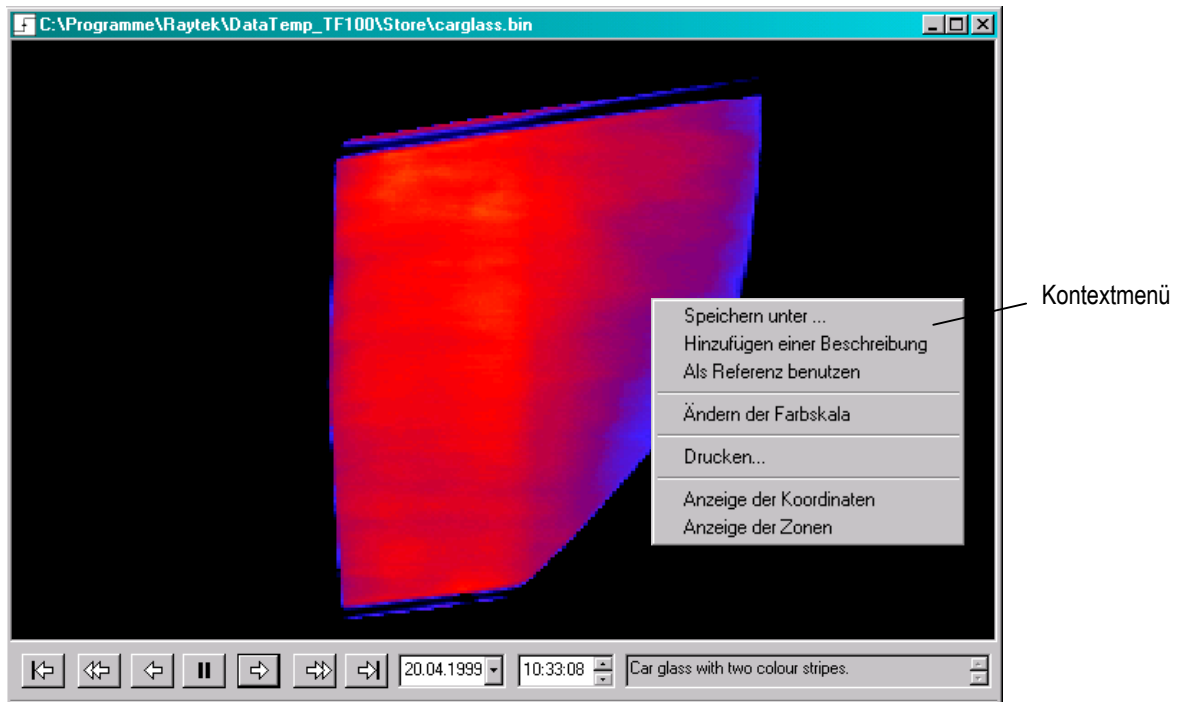 C:\Programme\Raytek\DataTemp_TF100\Store\carglass.bin
Kontextmenü
Speichern unter ...
Hinzufügen einer Beschreibung
Als Referenz benutzen
Ändern der Farbskala
Drucken...
Anzeige der Koordinaten
Anzeige der Zonen
20.04.1999
10:33:08
Car glass with two colour stripes.